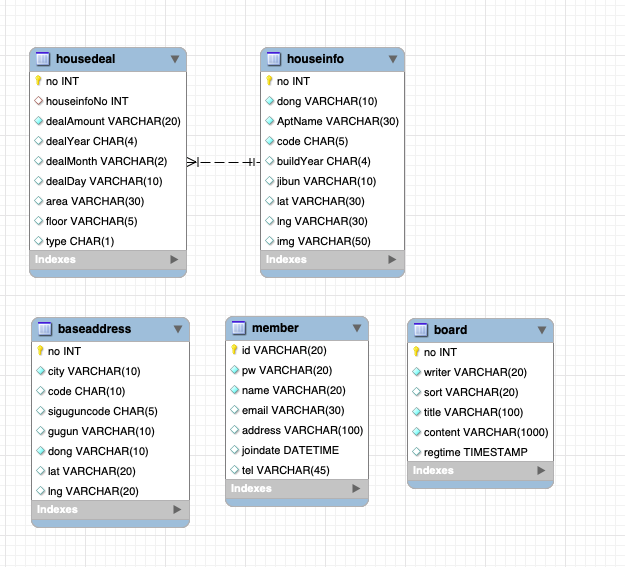 housedeal
no INT
houseinfoNo INT
dealAmount VARCHAR(20)
dealYear CHAR(4)
dealMonth VARCHAR(2)
dealDay VARCHAR(10)
area VARCHAR(30)
floor VARCHAR(5)
type CHAR(1)
Indexes
houseinfo
no INT
dong VARCHAR(10)
AptName VARCHAR(30)
code CHAR(5)
buildYear CHAR(4)
jibun VARCHAR(10)
lat VARCHAR(30)
lng VARCHAR(30)
img VARCHAR(50)
Indexes
baseaddress
no INT
city VARCHAR(10)
code CHAR(10)
siguguncode CHAR(5)
gugun VARCHAR(10)
dong VARCHAR(10)
lat VARCHAR(20)
lng VARCHAR(20)
Indexes
member
id VARCHAR(20)
pw VARCHAR(20)
name VARCHAR(20)
email VARCHAR(30)
address VARCHAR(100)
joindate DATETIME
tel VARCHAR(45)
Indexes
board
no INT
writer VARCHAR(20)
sort VARCHAR(20)
title VARCHAR(100)
content VARCHAR(1000)
regtime TIMESTAMP
Indexes